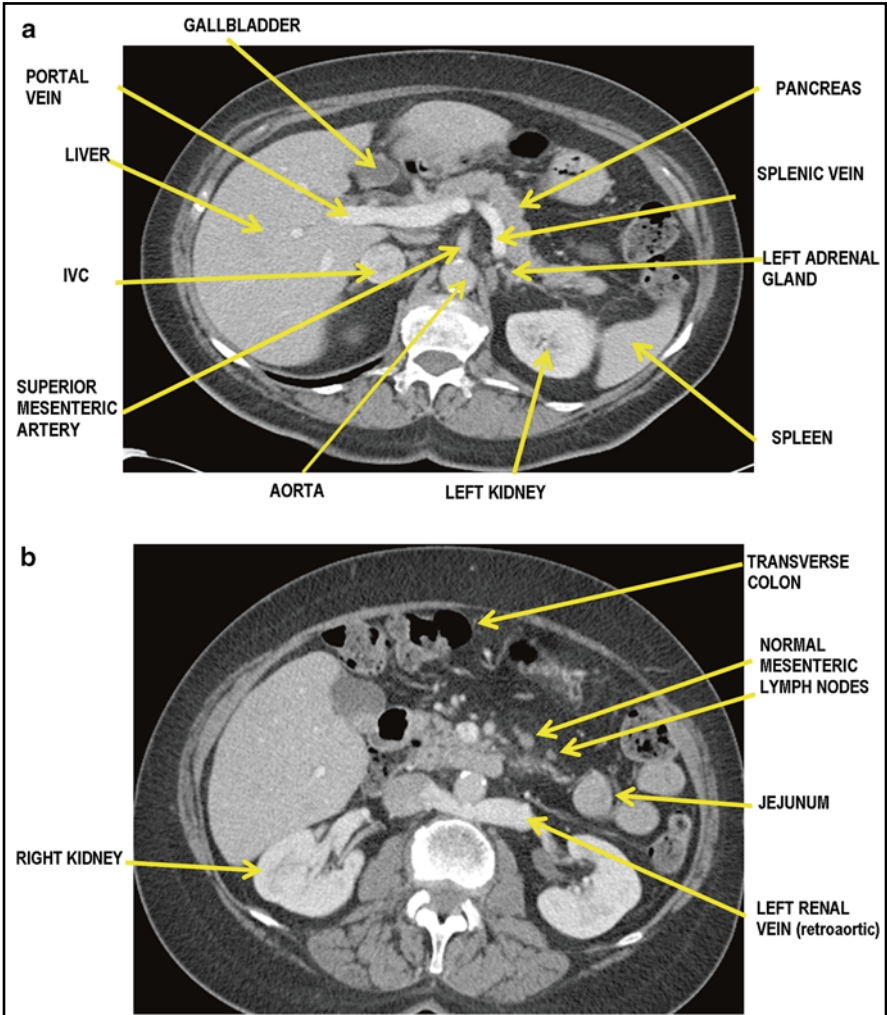 a
GALLBLADDER
PORTAL
VEIN
LIVER
IVC
SUPERIOR
MESENTERIC
ARTERY
AORTA
LEFT KIDNEY
PANCREAS
SPLENIC VEIN
LEFT ADRENAL
GLAND
SPLEEN
b
TRANSVERSE
COLON
NORMAL
MESENTERIC
LYMPH NODES
JEJUNUM
RIGHT KIDNEY
LEFT RENAL
VEIN (retroaortic)